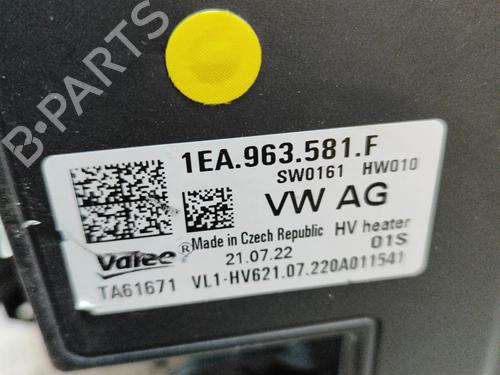 B-PARTS
1EA.963.581.F
SW0161 HW010
VW AG
Made in Czech Republic HV heater
Valeo ® 21.07.22 01S
TA61671 VL1-HV621.07.220A011541